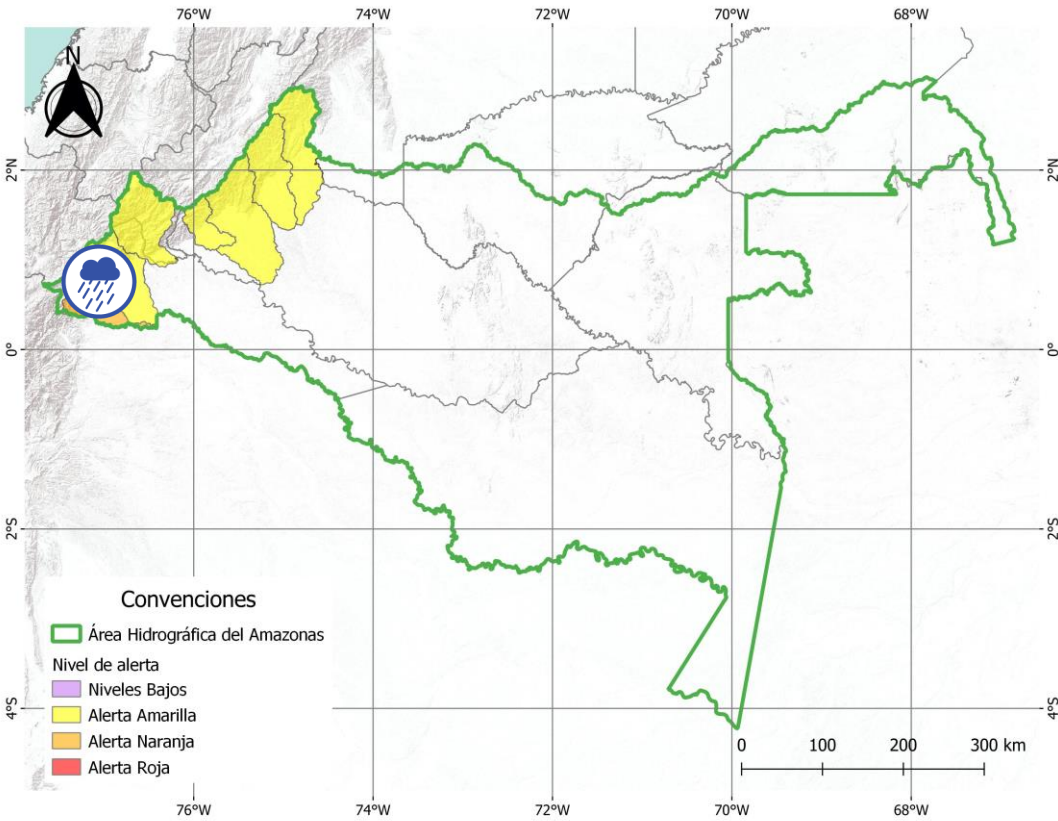 76°W 74°W 72°W 70°W 68°W
N
2°N 2°N
0° 0°
2°S 2°S
4°S 4°S
Convenciones
Área Hidrográfica del Amazonas
Nivel de alerta
Niveles Bajos
Alerta Amarilla
Alerta Naranja
Alerta Roja
0 100 200 300 km
76°W 74°W 72°W 70°W 68°W